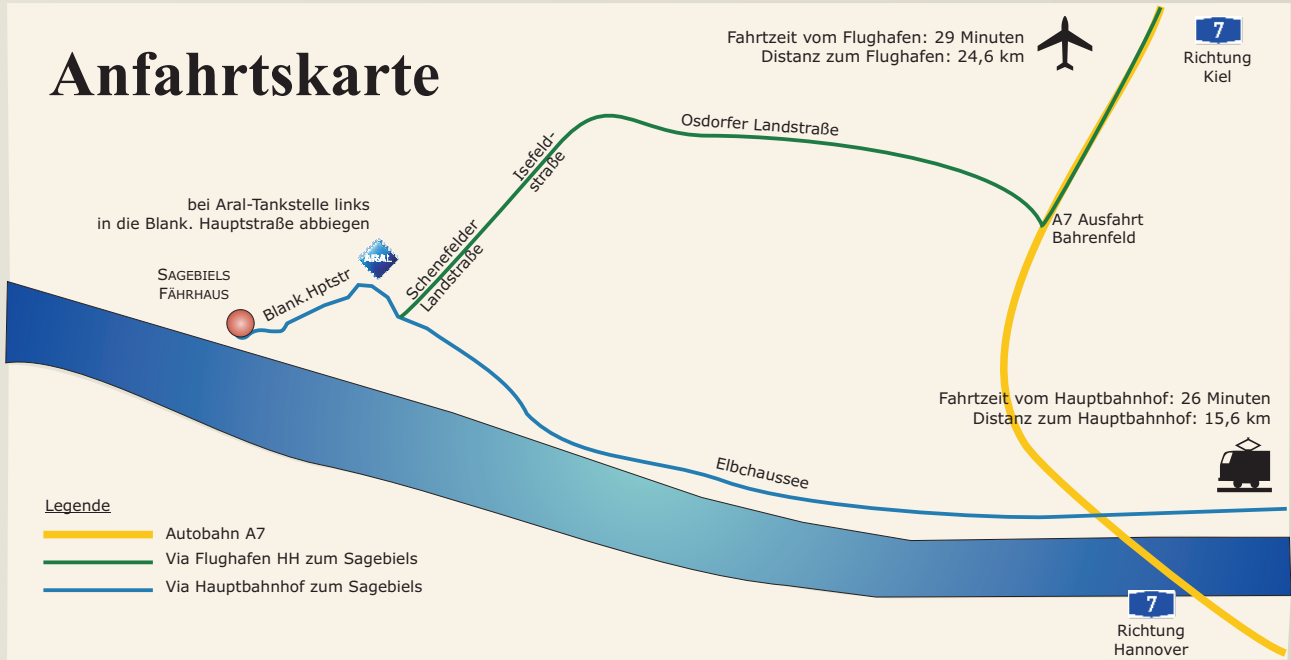 Anfahrtskarte
Fahrtzeit vom Flughafen: 29 Minuten
Distanz zum Flughafen: 24,6 km
7
Richtung
Kiel
Osdorfer Landstraße
Isefeld-
straße
bei Aral-Tankstelle links
in die Blank. Hauptstraße abbiegen
ARAL
Schenefelder
Landstraße
A7 Ausfahrt
Bahrenfeld
SAGEBIELS
FÄHRHAUS
Blank.Hptstr
Fahrtzeit vom Hauptbahnhof: 26 Minuten
Distanz zum Hauptbahnhof: 15,6 km
Elbchaussee
Legende
Autobahn A7
Via Flughafen HH zum Sagebiels
Via Hauptbahnhof zum Sagebiels
7
Richtung
Hannover